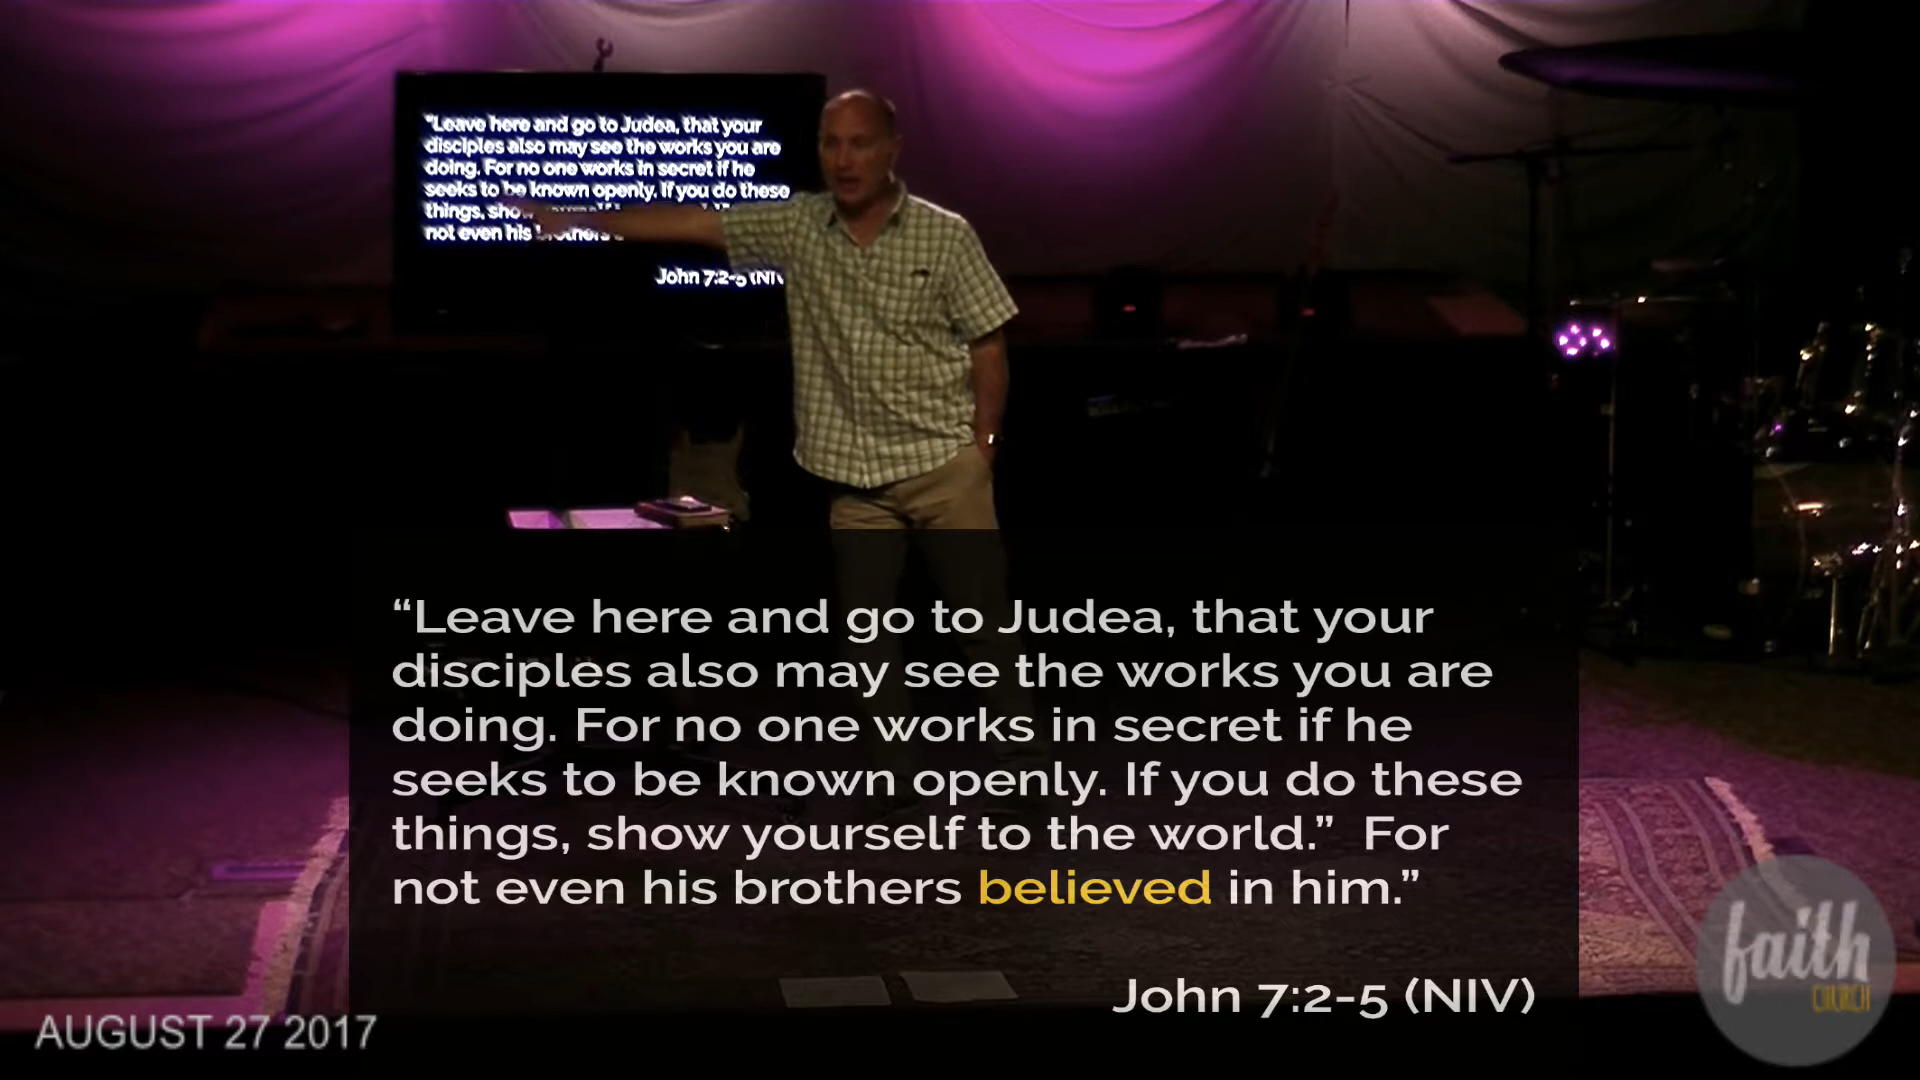 "Leave here and go to Judea, that your
disciples also may see the works you are
doing. For no one works in secret if he
seeks to be known openly. If you do these
things,
not even his
John 7:2-5
“Leave here and go to Judea, that your
disciples also may see the works you are
doing. For no one works in secret if he
seeks to be known openly. If you do these
things, show yourself to the world.” For
not even his brothers believed in him.”
John 7:2-5 (NIV)
AUGUST 27 2017
faith
CHURCH